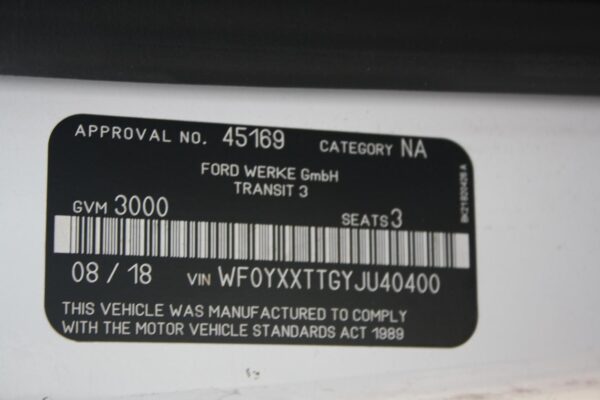 APPROVAL NO. 45169 CATEGORY NA
FORD WERKE GmbH
TRANSIT 3
GVM 3000 SEATS 3
08 / 18 VIN WF0YXXTTGYJU40400
THIS VEHICLE WAS MANUFACTURED TO COMPLY
WITH THE MOTOR VEHICLE STANDARDS ACT 1989